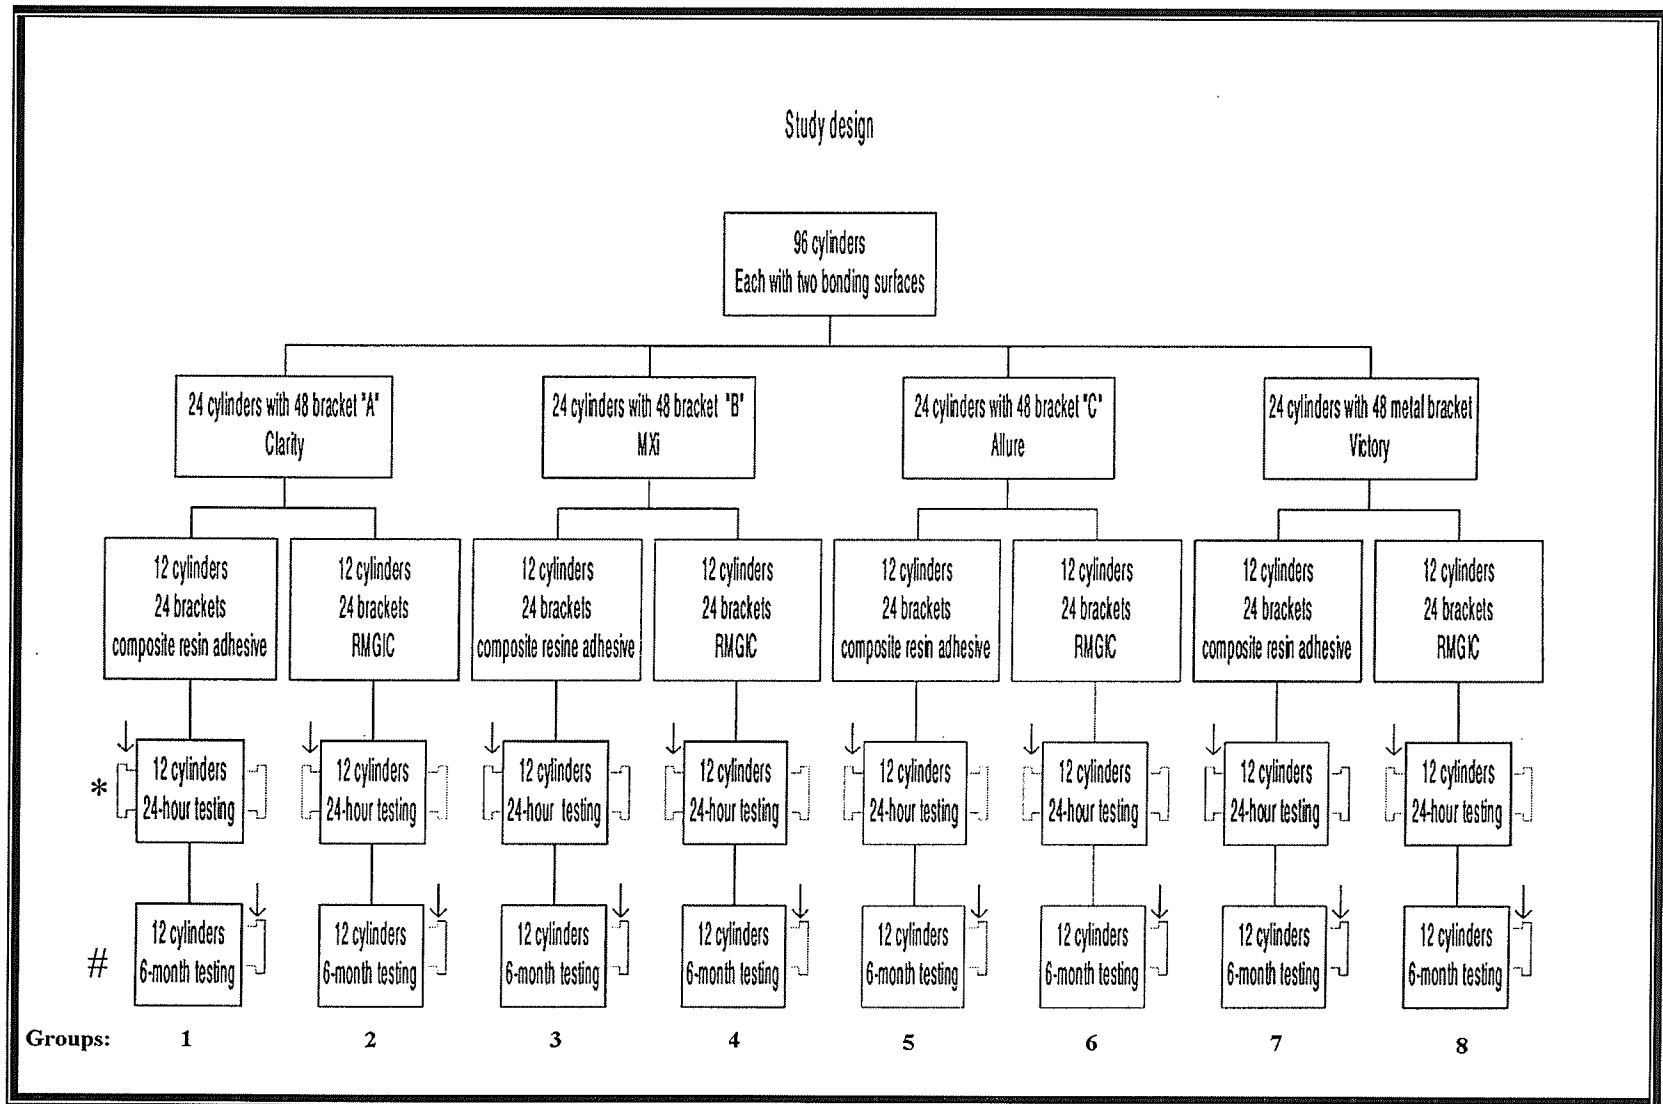 Study design
96 cylinders
Each with two bonding surfaces
24 cylinders with 48 bracket "A"
Clarity
24 cylinders with 48 bracket "B"
MXi
24 cylinders with 48 bracket "C"
Allure
24 cylinders with 48 metal bracket
Victory
12 cylinders
24 brackets
composite resin adhesive
12 cylinders
24 brackets
RMGIC
12 cylinders
24 brackets
composite resine adhesive
12 cylinders
24 brackets
RMGIC
12 cylinders
24 brackets
composite resin adhesive
12 cylinders
24 brackets
RMGIC
12 cylinders
24 brackets
composite resin adhesive
12 cylinders
24 brackets
RMGIC
*
12 cylinders
24-hour testing
12 cylinders
24-hour testing
12 cylinders
24-hour testing
12 cylinders
24-hour testing
12 cylinders
24-hour testing
12 cylinders
24-hour testing
12 cylinders
24-hour testing
12 cylinders
24-hour testing
#
12 cylinders
6-month testing
12 cylinders
6-month testing
12 cylinders
6-month testing
12 cylinders
6-month testing
12 cylinders
6-month testing
12 cylinders
6-month testing
12 cylinders
6-month testing
12 cylinders
6-month testing
Groups: 1 2 3 4 5 6 7 8